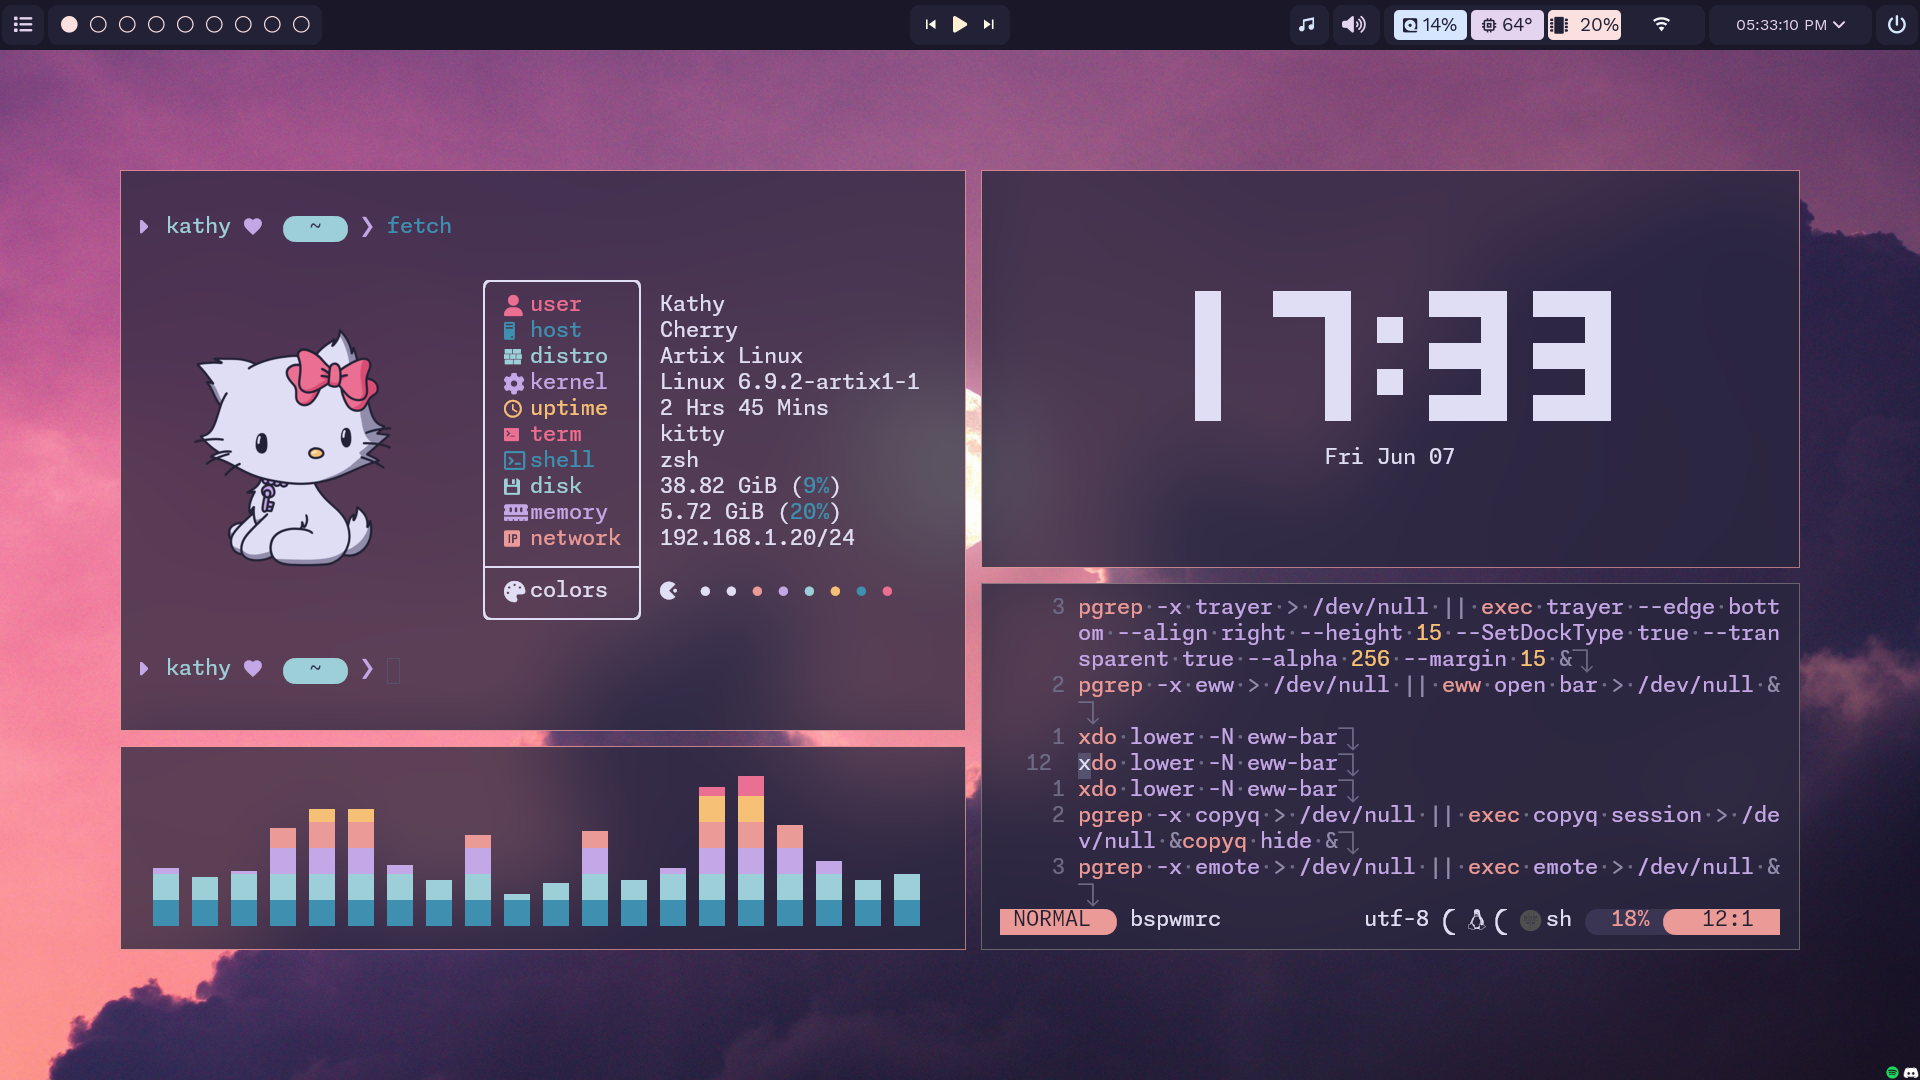 14% 64° 20% 05:33:10 PM
kathy ~ ❯ fetch
user Kathy
host Cherry
distro Artix Linux
kernel Linux 6.9.2-artix1-1
uptime 2 Hrs 45 Mins
term kitty
shell zsh
disk 38.82 GiB (9%)
memory 5.72 GiB (20%)
IP network 192.168.1.20/24
colors
kathy ~ ❯
17:33
Fri Jun 07
3 pgrep -x trayer > /dev/null || exec trayer --edge bott
om --align right --height 15 --SetDockType true --tran
sparent true --alpha 256 --margin 15 &
2 pgrep -x eww > /dev/null || eww open bar > /dev/null &
1 xdo lower -N eww-bar
12 xdo lower -N eww-bar
1 xdo lower -N eww-bar
2 pgrep -x copyq > /dev/null || exec copyq session > /de
v/null &copyq hide &
3 pgrep -x emote > /dev/null || exec emote > /dev/null &
NORMAL bspwmrc utf-8 sh 18% 12:1